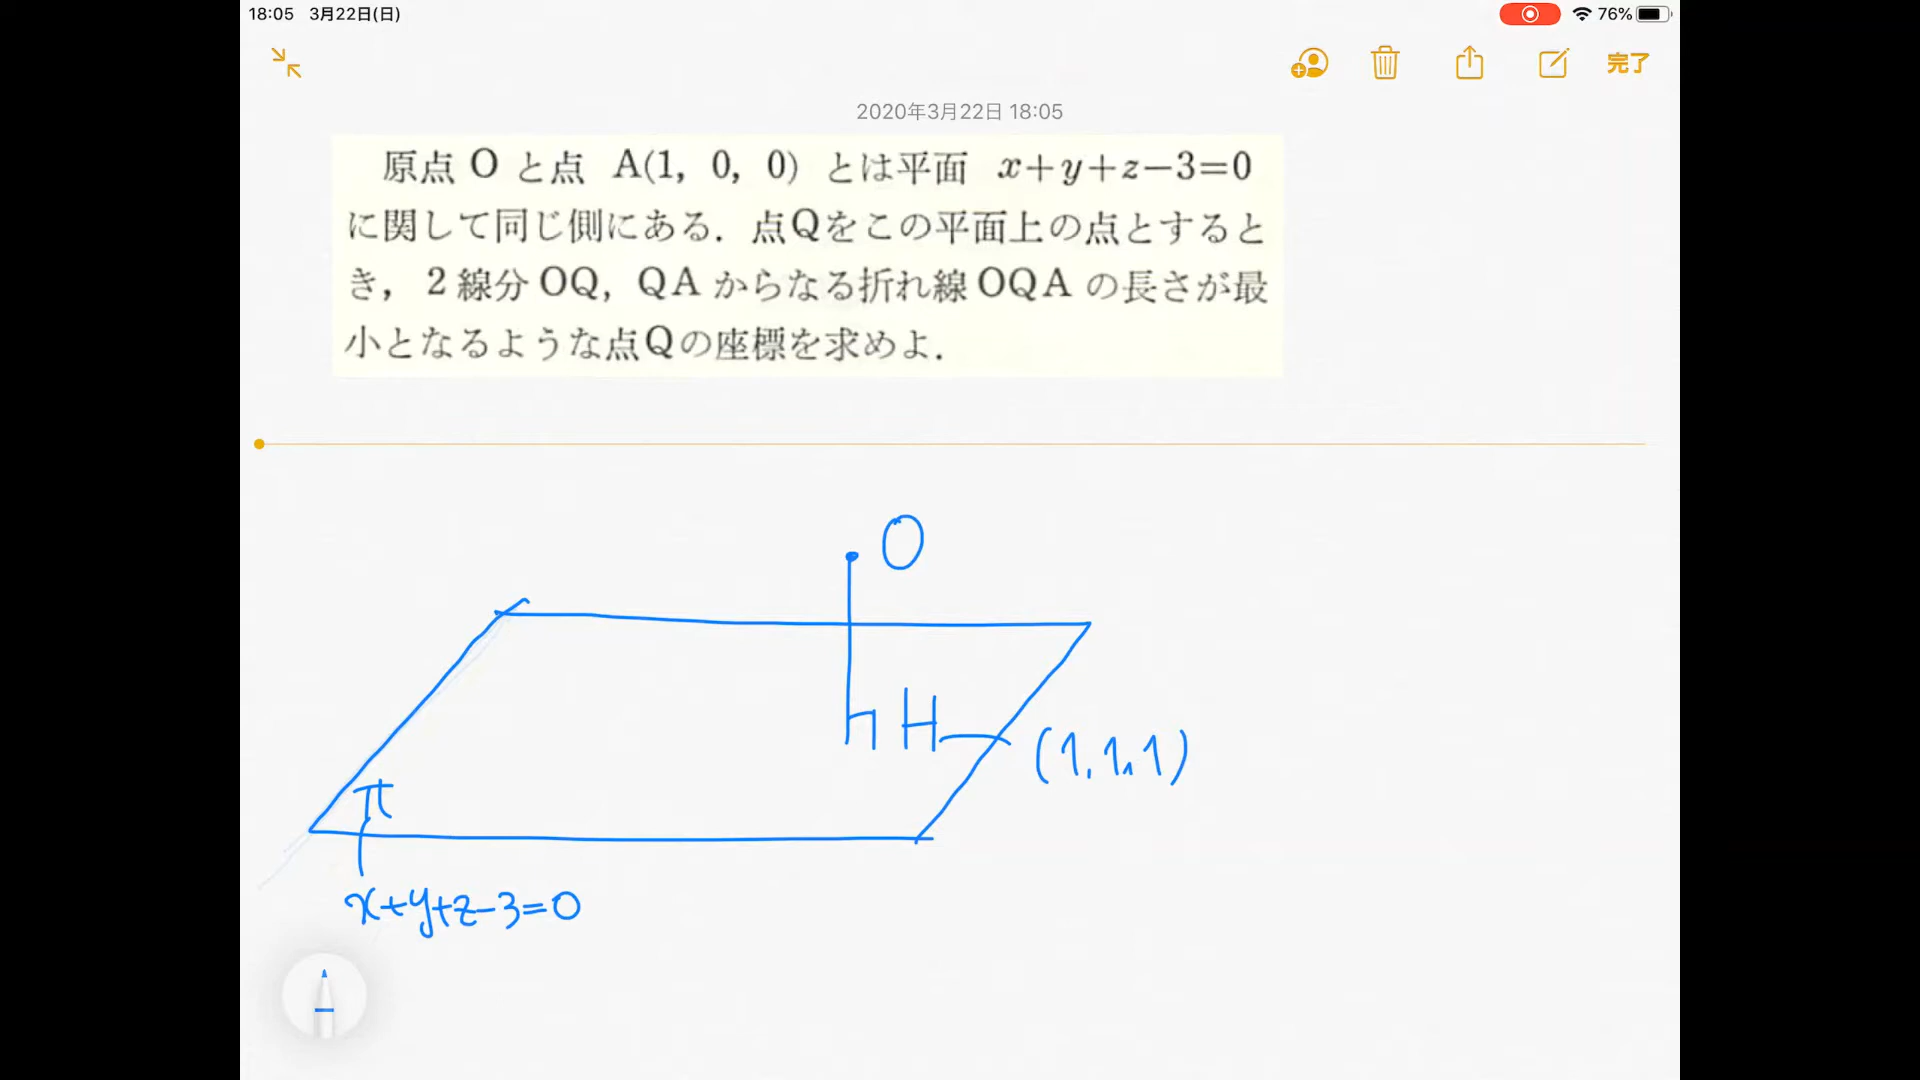 18:05 3月22日(日)
76%
完了
2020年3月22日 18:05
原点 O と点 A(1, 0, 0) とは平面 x+y+z−3=0
に関して同じ側にある．点Qをこの平面上の点とすると
き，2線分 OQ，QA からなる折れ線 OQA の長さが最
小となるような点Qの座標を求めよ．
O
H
(1,1,1)
π
x+y+z−3=0